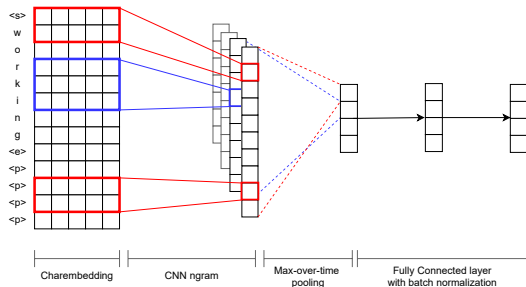 <s>
w
o
r
k
i
n
g
<e>
<p>
<p>
<p>
<p>
Charembedding
CNN ngram
Max-over-time
pooling
Fully Connected layer
with batch normalization